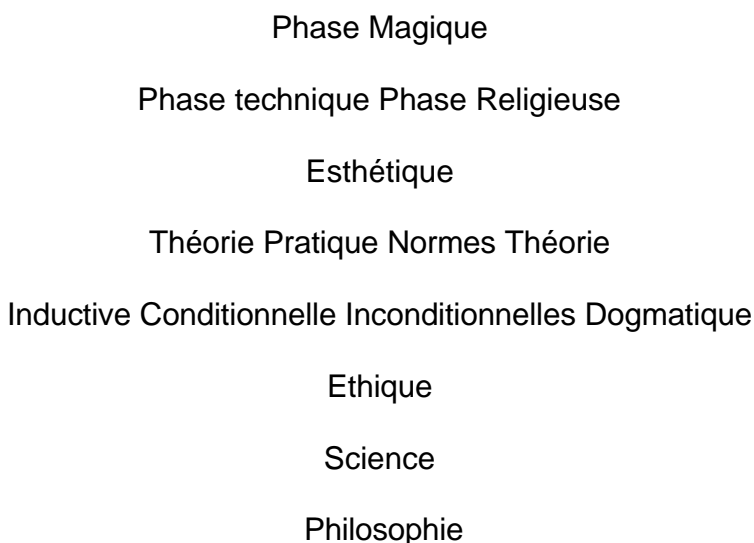 Phase Magique
Phase technique Phase Religieuse
Esthétique
Théorie Pratique Normes Théorie
Inductive Conditionnelle Inconditionnelles Dogmatique
Ethique
Science
Philosophie